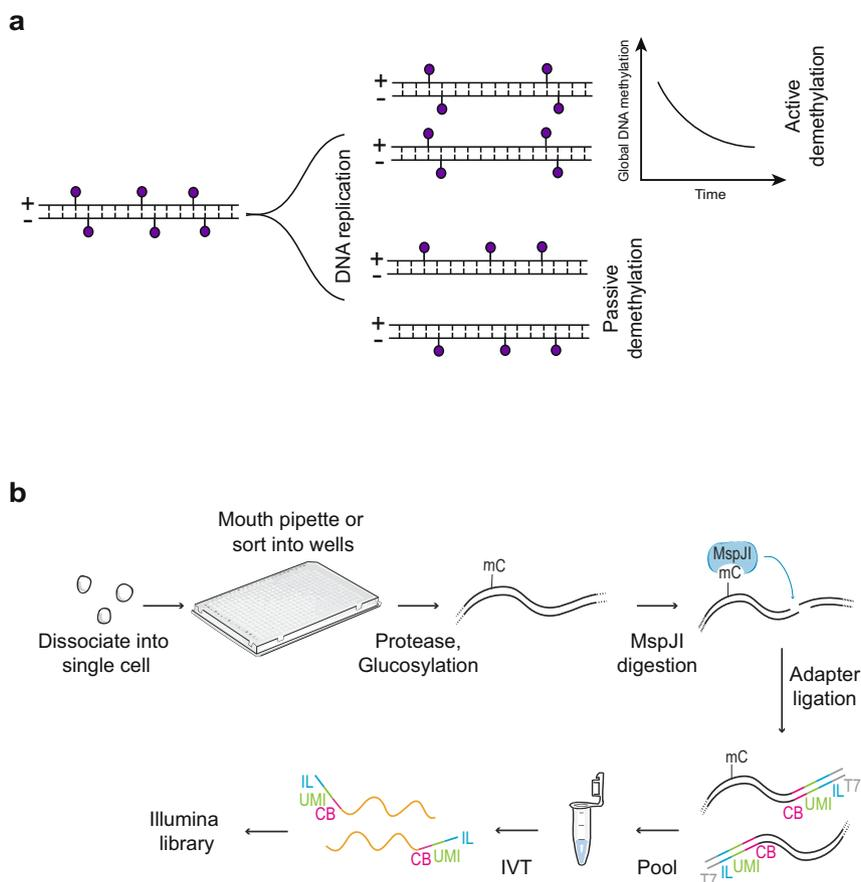 a
+
-
DNA replication
+
-
+
-
Global DNA methylation
Time
Active
demethylation
+
-
+
-
Passive
demethylation
b
Mouth pipette or
sort into wells
Dissociate into
single cell
mC
Protease,
Glucosylation
MspJI
mC
MspJI
digestion
Adapter
ligation
mC
CB
UMI
IL
T7
CB
UMI
IL
T7
Pool
IVT
IL
UMI
CB
CB
UMI
IL
Illumina
library